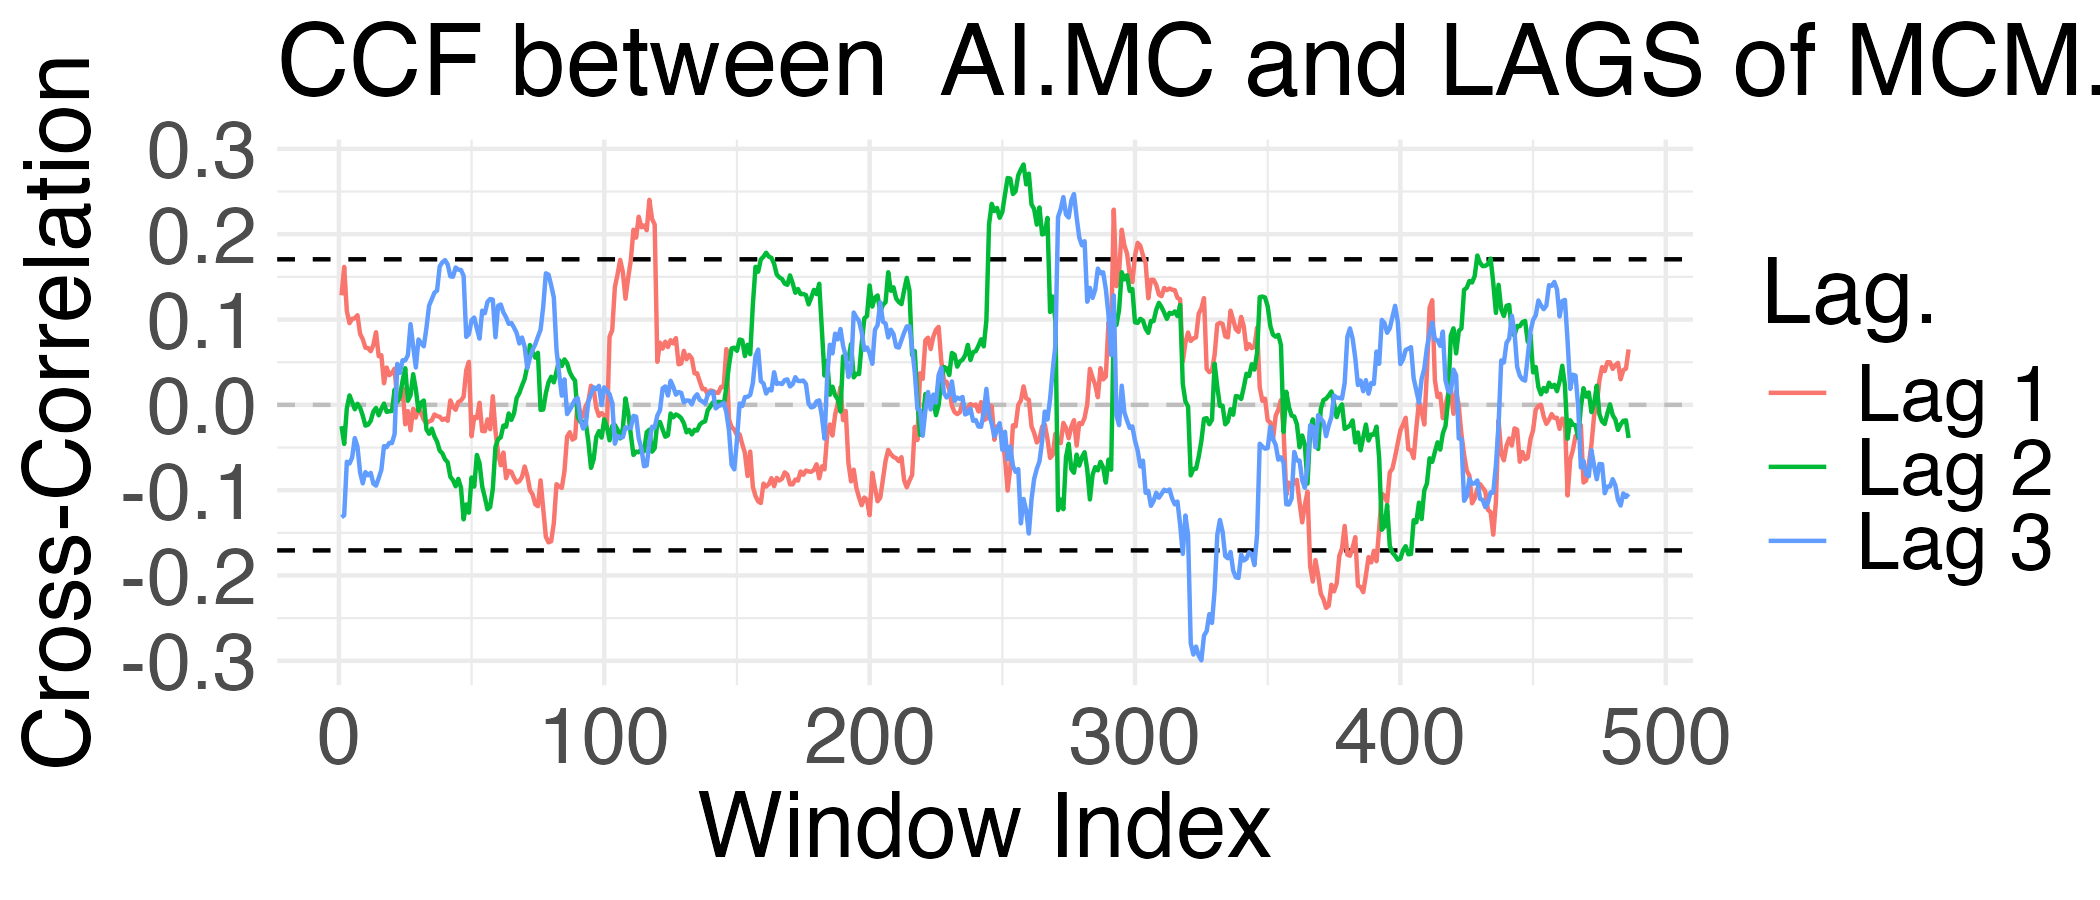 CCF between  AI.MC and LAGS of MCM.
Cross-Correlation
0.3
0.2
0.1
0.0
-0.1
-0.2
-0.3
0 100 200 300 400 500
Window Index
Lag.
Lag 1
Lag 2
Lag 3